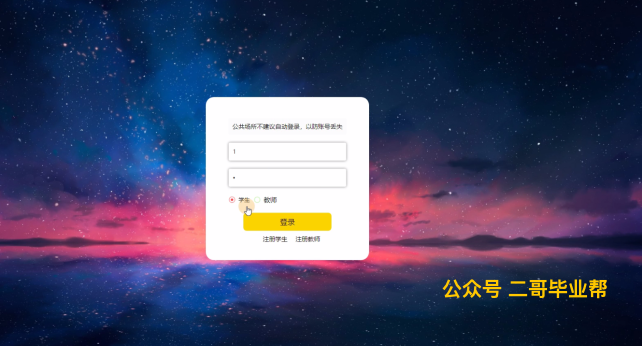 公共场所不建议自动登录，以防账号丢失
1
•
学生 教师
登录
注册学生 注册教师
公众号 二哥毕业帮